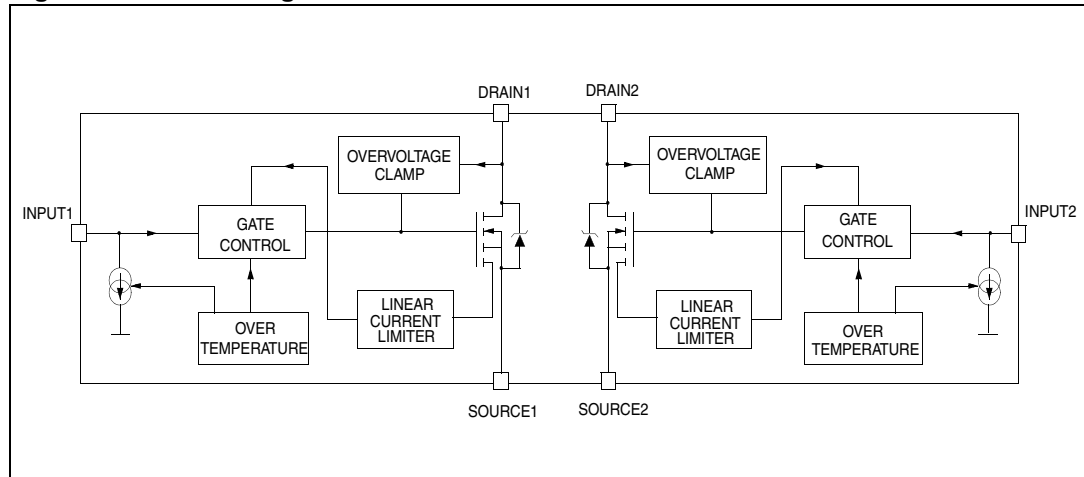 DRAIN1
DRAIN2
OVERVOLTAGE
CLAMP
OVERVOLTAGE
CLAMP
INPUT1
GATE
CONTROL
GATE
CONTROL
INPUT2
LINEAR
CURRENT
LIMITER
LINEAR
CURRENT
LIMITER
OVER
TEMPERATURE
OVER
TEMPERATURE
SOURCE1
SOURCE2